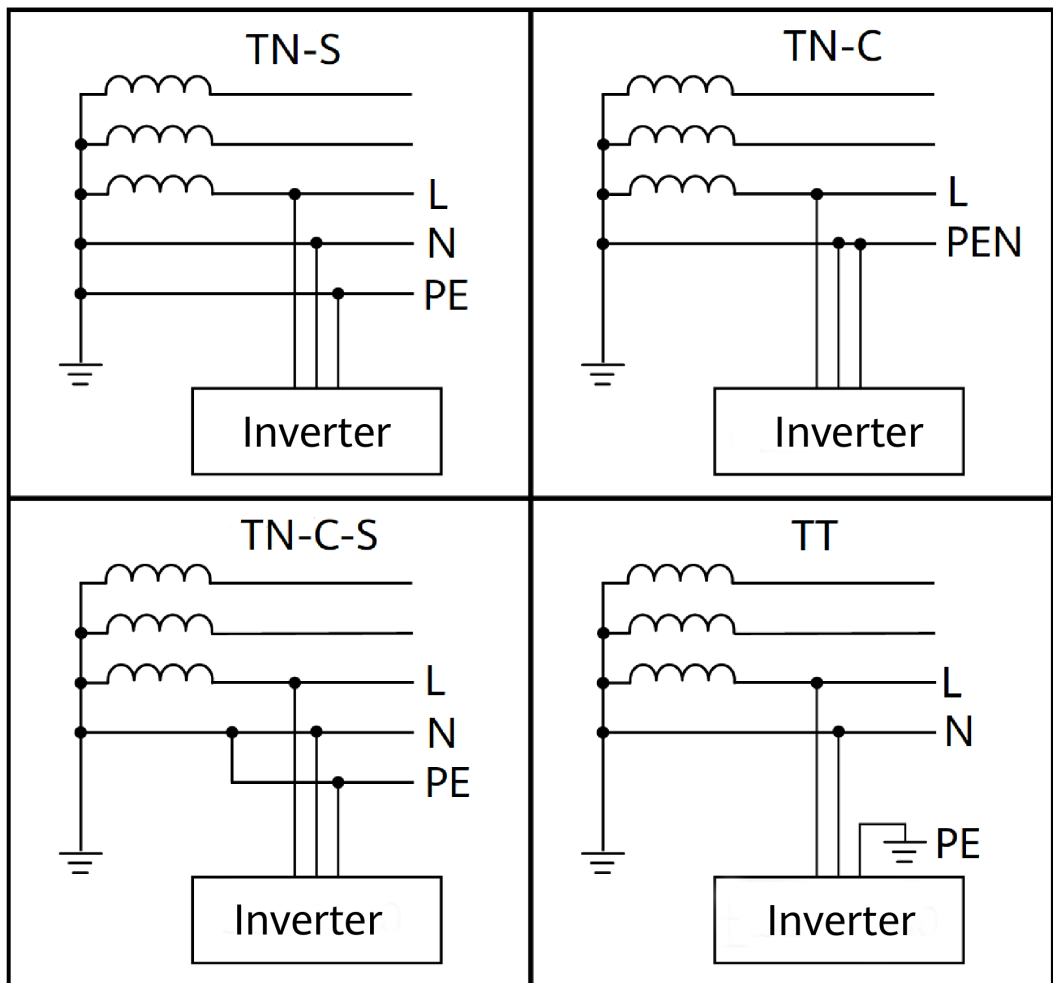 TN-S
L
N
PE
Inverter
TN-C
L
PEN
Inverter
TN-C-S
L
N
PE
Inverter
TT
L
N
PE
Inverter